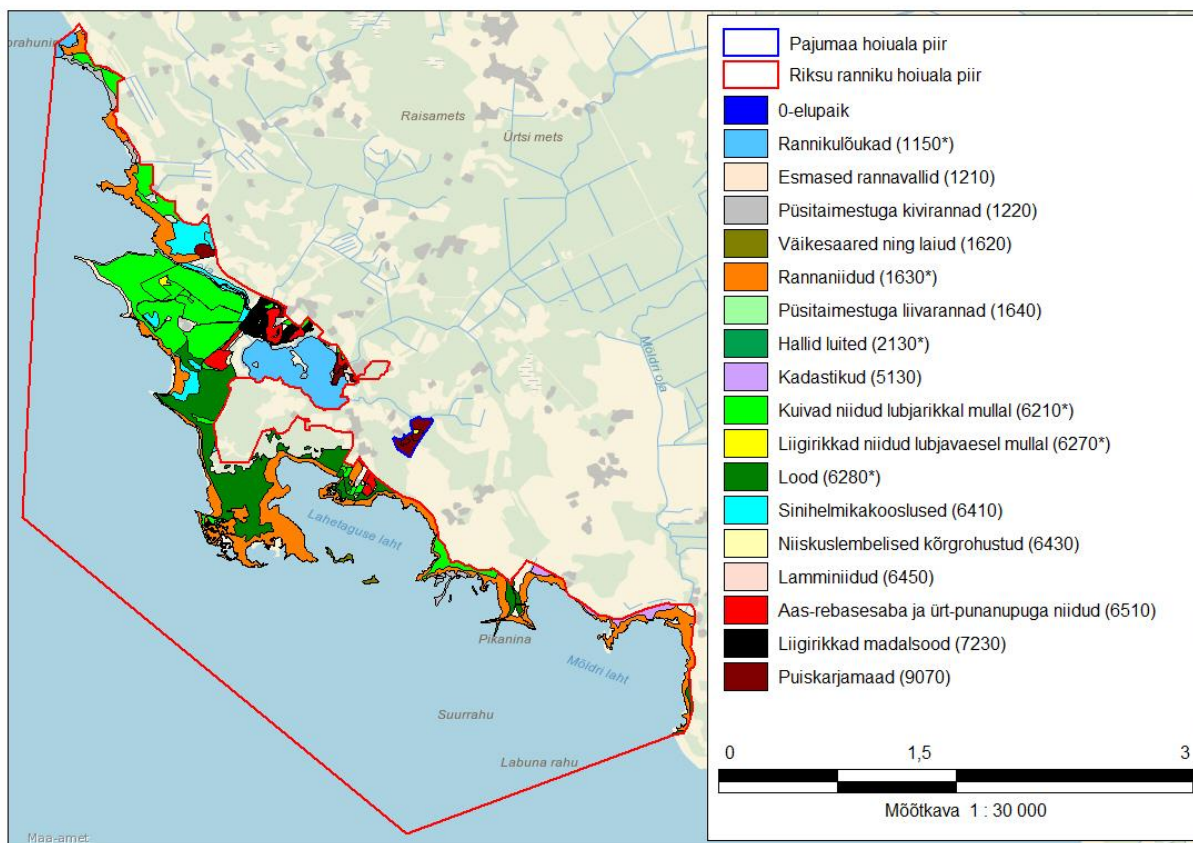 orahunin
Raisamets
Ürtsi mets
Mõldri oja
Lahetaguse laht
Pikanina
Mõldri laht
Suurrahu
Labuna rahu
Maa-amet
Pajumaa hoiuala piir
Riksu ranniku hoiuala piir
0-elupaik
Rannikulõukad (1150*)
Esmased rannavallid (1210)
Püsitaimestuga kivirannad (1220)
Väikesaared ning laiud (1620)
Rannaniidud (1630*)
Püsitaimestuga liivarannad (1640)
Hallid luited (2130*)
Kadastikud (5130)
Kuivad niidud lubjarikkal mullal (6210*)
Liigirikkad niidud lubjavaesel mullal (6270*)
Lood (6280*)
Sinihelmikakooslused (6410)
Niiskuslembelised kõrgrohustud (6430)
Lamminiidud (6450)
Aas-rebasesaba ja ürt-punanupuga niidud (6510)
Liigirikkad madalsood (7230)
Puiskarjamaad (9070)
0 1,5 3
Mõõtkava 1 : 30 000